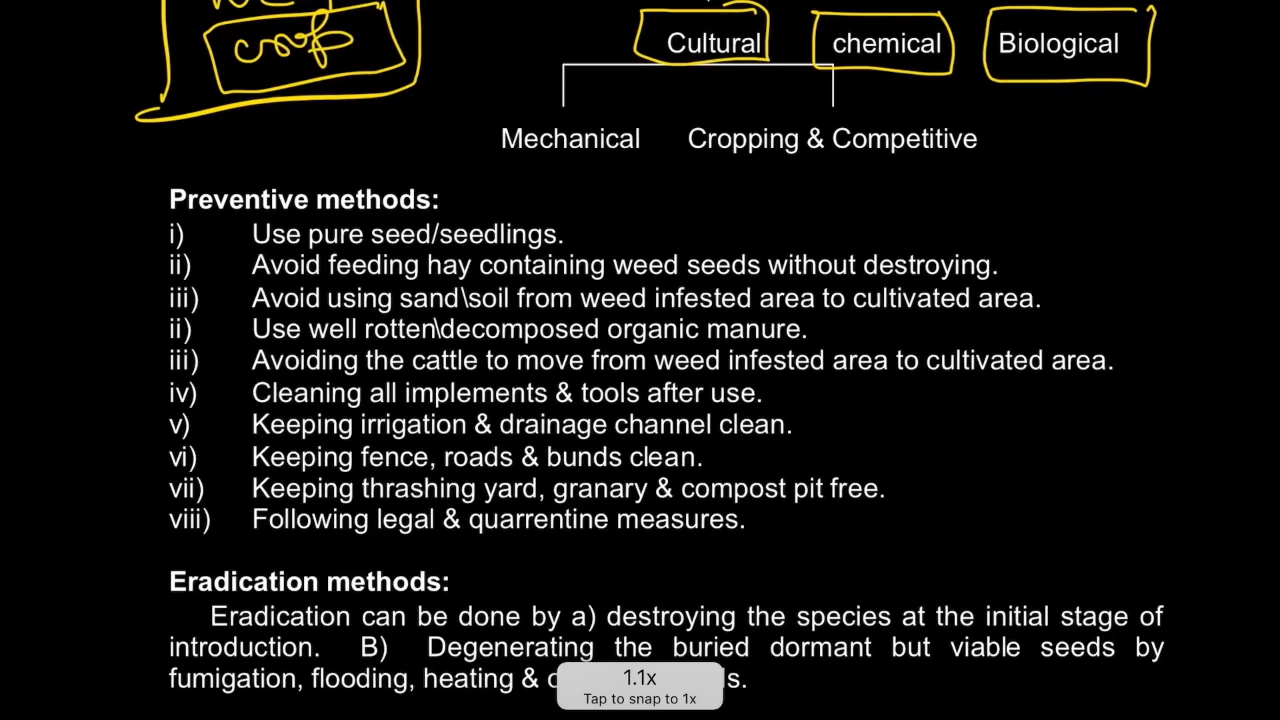 crop
Cultural chemical Biological
Mechanical Cropping & Competitive
Preventive methods:
i) Use pure seed/seedlings.
ii) Avoid feeding hay containing weed seeds without destroying.
iii) Avoid using sand\soil from weed infested area to cultivated area.
ii) Use well rotten\decomposed organic manure.
iii) Avoiding the cattle to move from weed infested area to cultivated area.
iv) Cleaning all implements & tools after use.
v) Keeping irrigation & drainage channel clean.
vi) Keeping fence, roads & bunds clean.
vii) Keeping thrashing yard, granary & compost pit free.
viii) Following legal & quarrentine measures.
Eradication methods:
Eradication can be done by a) destroying the species at the initial stage of
introduction. B) Degenerating the buried dormant but viable seeds by
fumigation, flooding, heating &
1.1x
Tap to snap to 1x